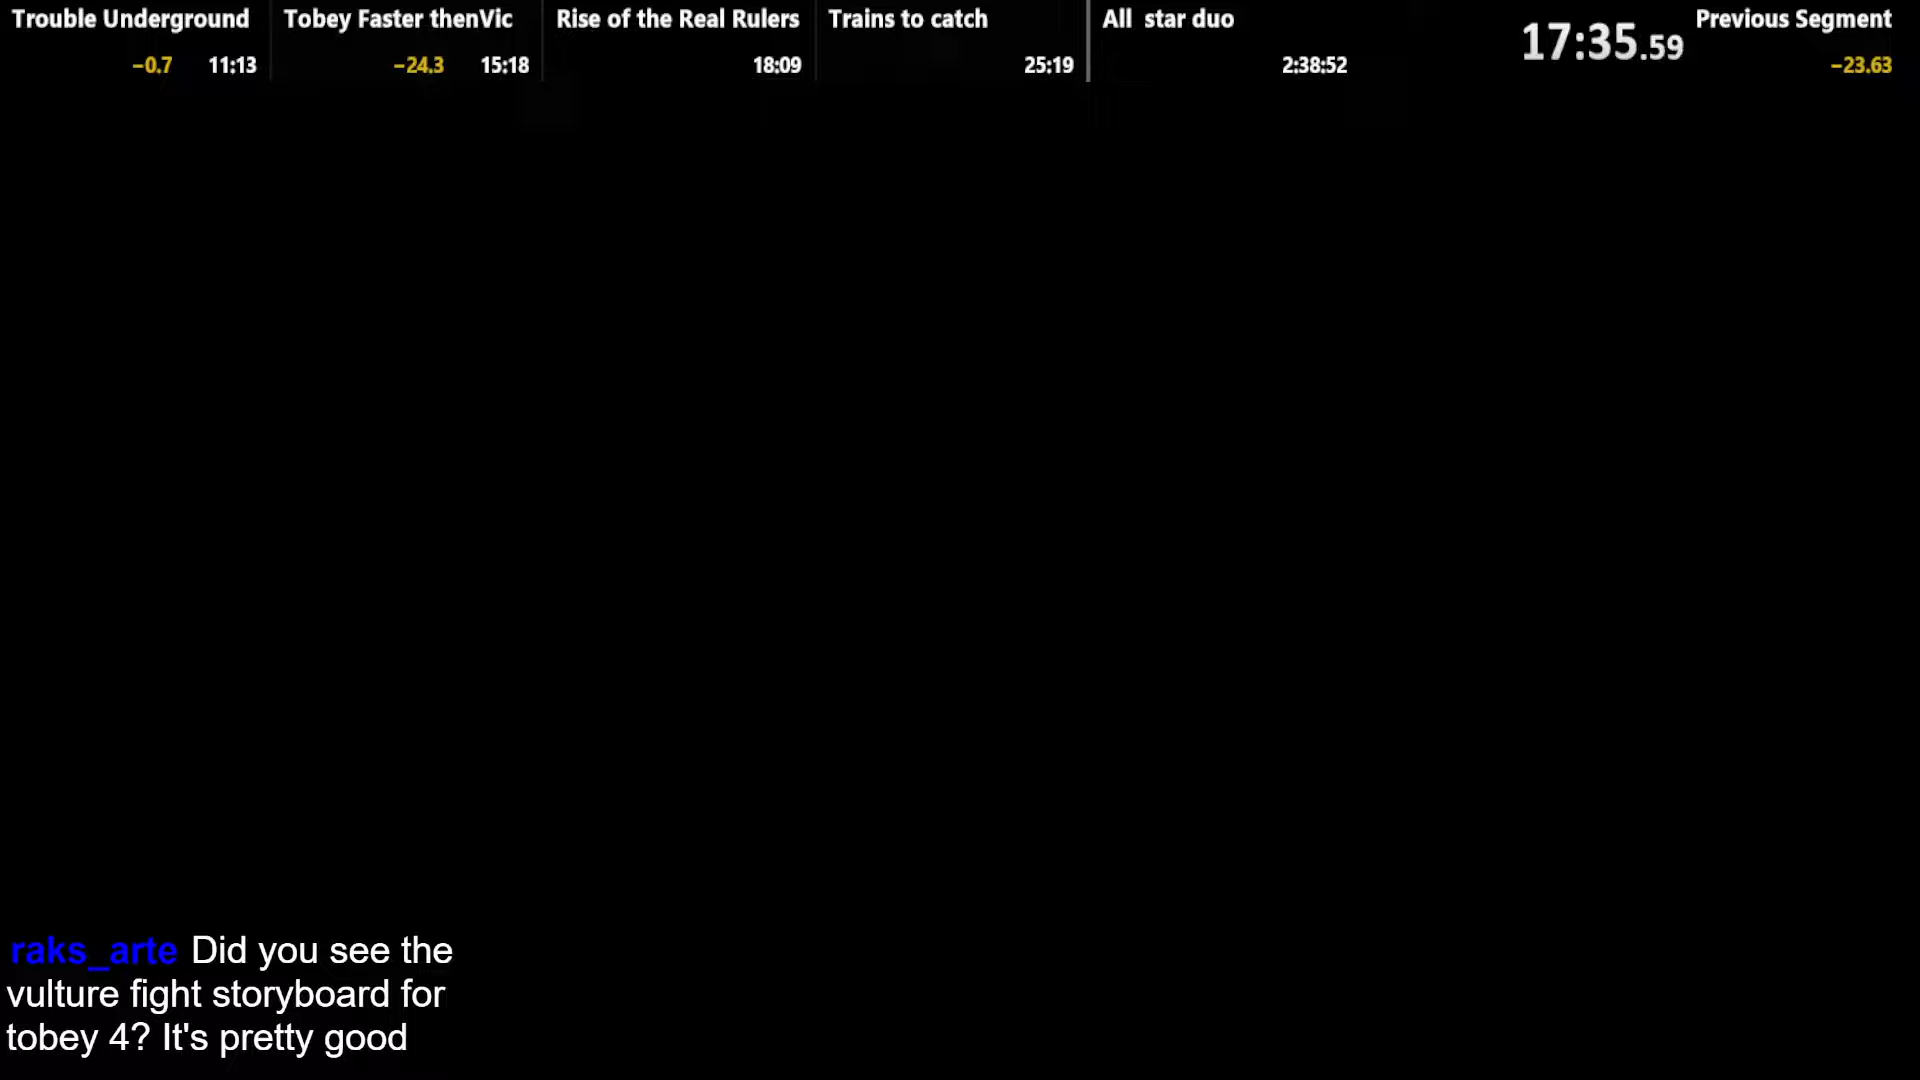 Trouble Underground
−0.7 11:13
Tobey Faster thenVic
−24.3 15:18
Rise of the Real Rulers
18:09
Trains to catch
25:19
All star duo
2:38:52
17:35.59
Previous Segment
−23.63
raks_arte Did you see the
vulture fight storyboard for
tobey 4? It's pretty good